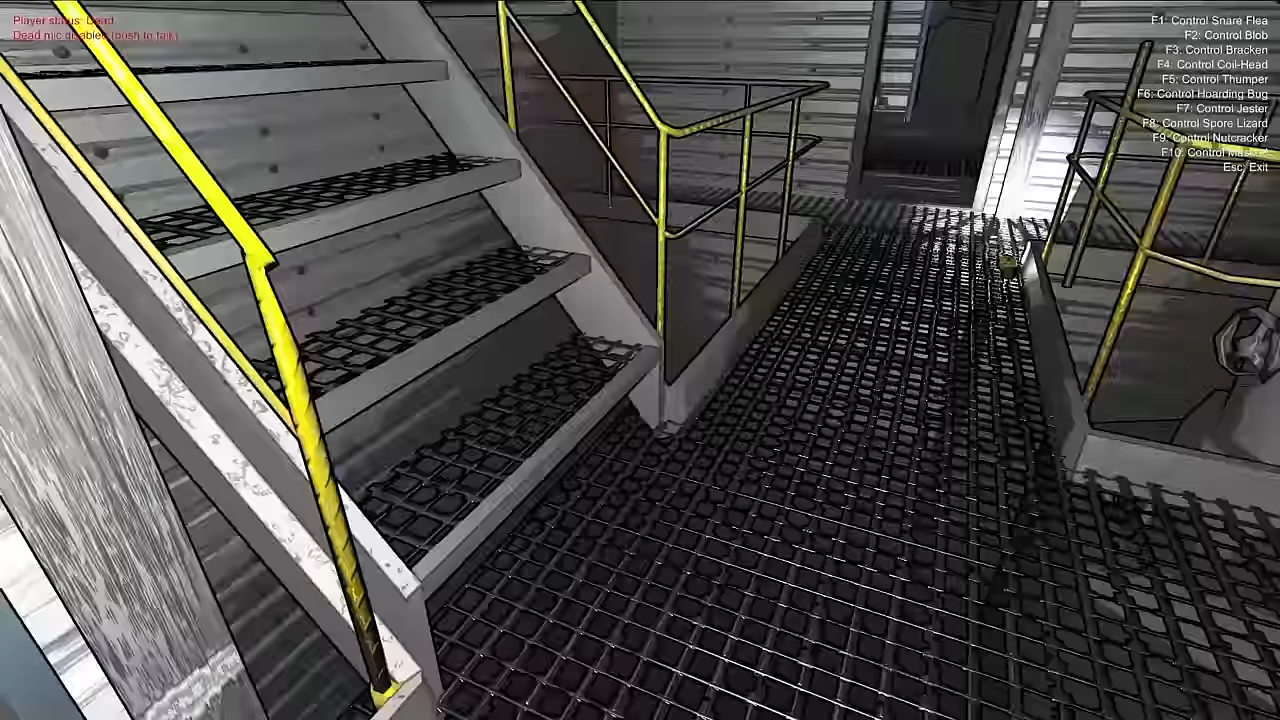 Player status: Dead
Dead mic disabled (push to talk)
F1: Control Snare Flea
F2: Control Blob
F3: Control Bracken
F4: Control Coil-Head
F5: Control Thumper
F6: Control Hoarding Bug
F7: Control Jester
F8: Control Spore Lizard
F9: Control Nutcracker
F10: Control
Esc: Exit